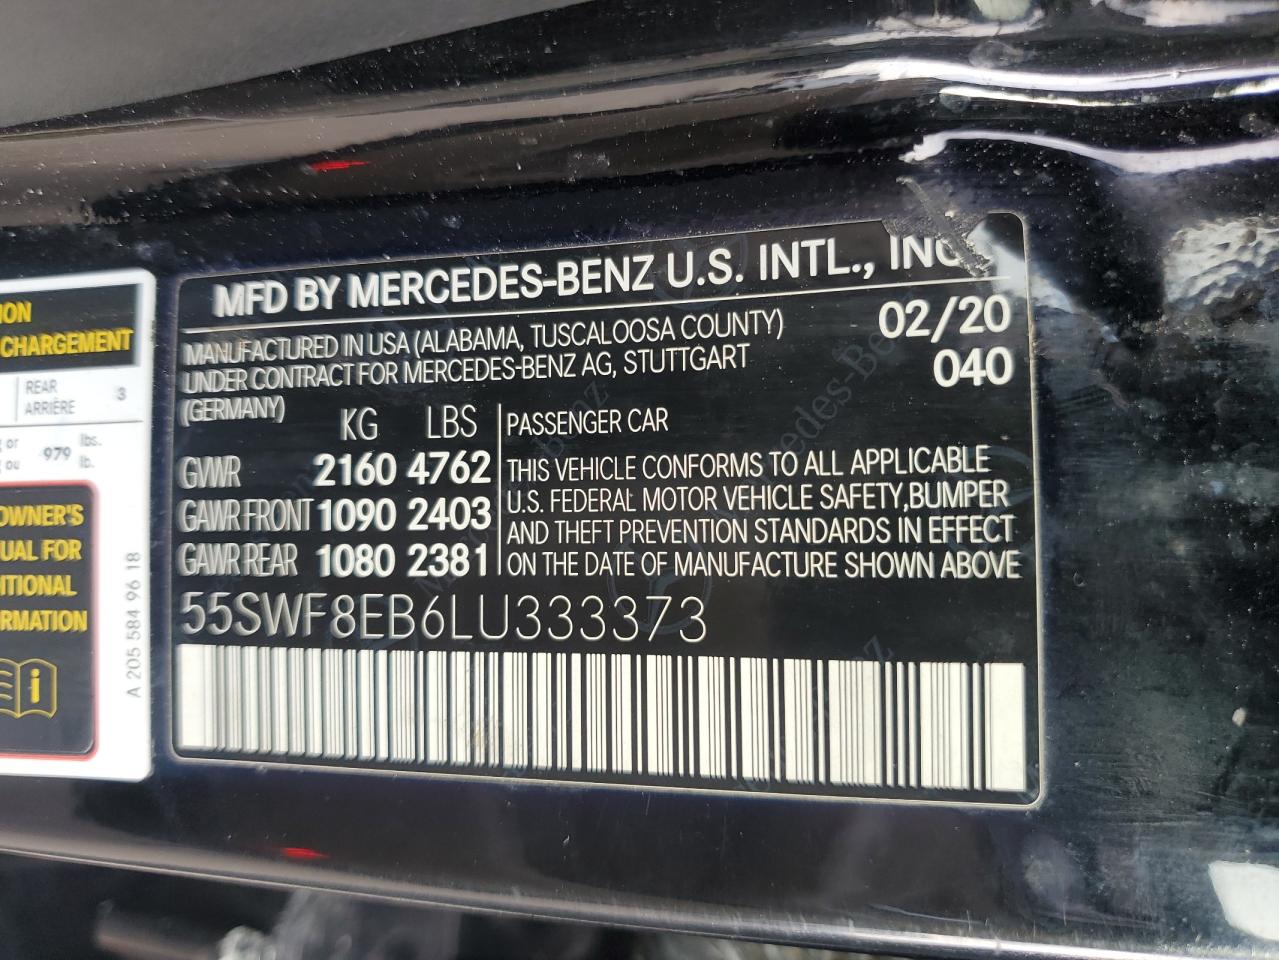 ION
CHARGEMENT
REAR 3
ARRIÈRE
or 979 lbs.
ou lb.
OWNER'S
UAL FOR
ITIONAL
RMATION
i
A 205 584 96 18
MFD BY MERCEDES-BENZ U.S. INTL., INC
MANUFACTURED IN USA (ALABAMA, TUSCALOOSA COUNTY) 02/20
UNDER CONTRACT FOR MERCEDES-BENZ AG, STUTTGART 040
(GERMANY)
KG LBS
GVWR 2160 4762
GAWR FRONT 1090 2403
GAWR REAR 1080 2381
PASSENGER CAR
THIS VEHICLE CONFORMS TO ALL APPLICABLE
U.S. FEDERAL MOTOR VEHICLE SAFETY,BUMPER
AND THEFT PREVENTION STANDARDS IN EFFECT
ON THE DATE OF MANUFACTURE SHOWN ABOVE
55SWF8EB6LU333373